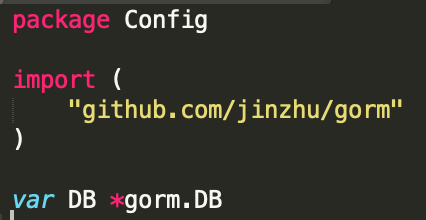 package Config
import (
"github.com/jinzhu/gorm"
)
var DB *gorm.DB